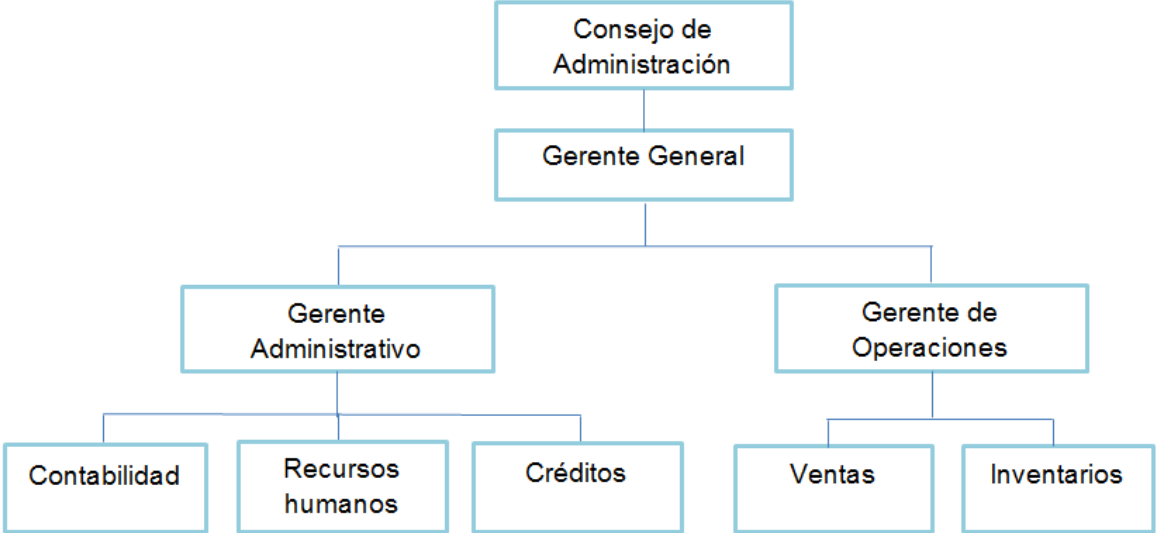 Consejo de
Administración
Gerente General
Gerente
Administrativo
Gerente de
Operaciones
Contabilidad
Recursos
humanos
Créditos
Ventas
Inventarios